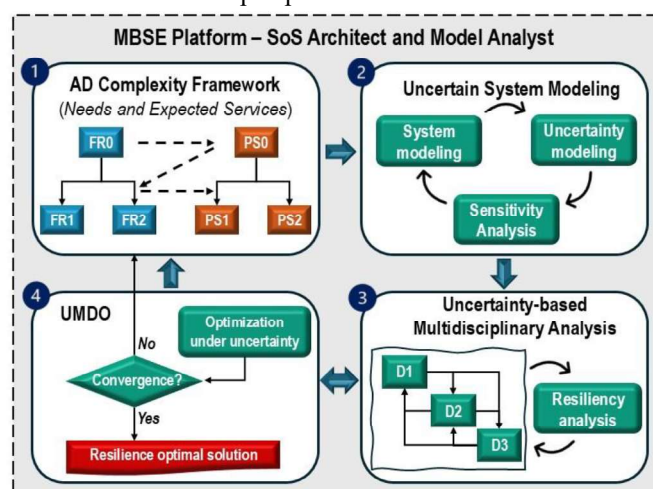 MBSE Platform – SoS Architect and Model Analyst
1
AD Complexity Framework
(Needs and Expected Services)
FR0
PS0
FR1
FR2
PS1
PS2
2
Uncertain System Modeling
System
modeling
Uncertainty
modeling
Sensitivity
Analysis
4
UMDO
Optimization
under uncertainty
No
Convergence?
Yes
Resilience optimal solution
3
Uncertainty-based
Multidisciplinary Analysis
D1
D2
D3
Resiliency
analysis